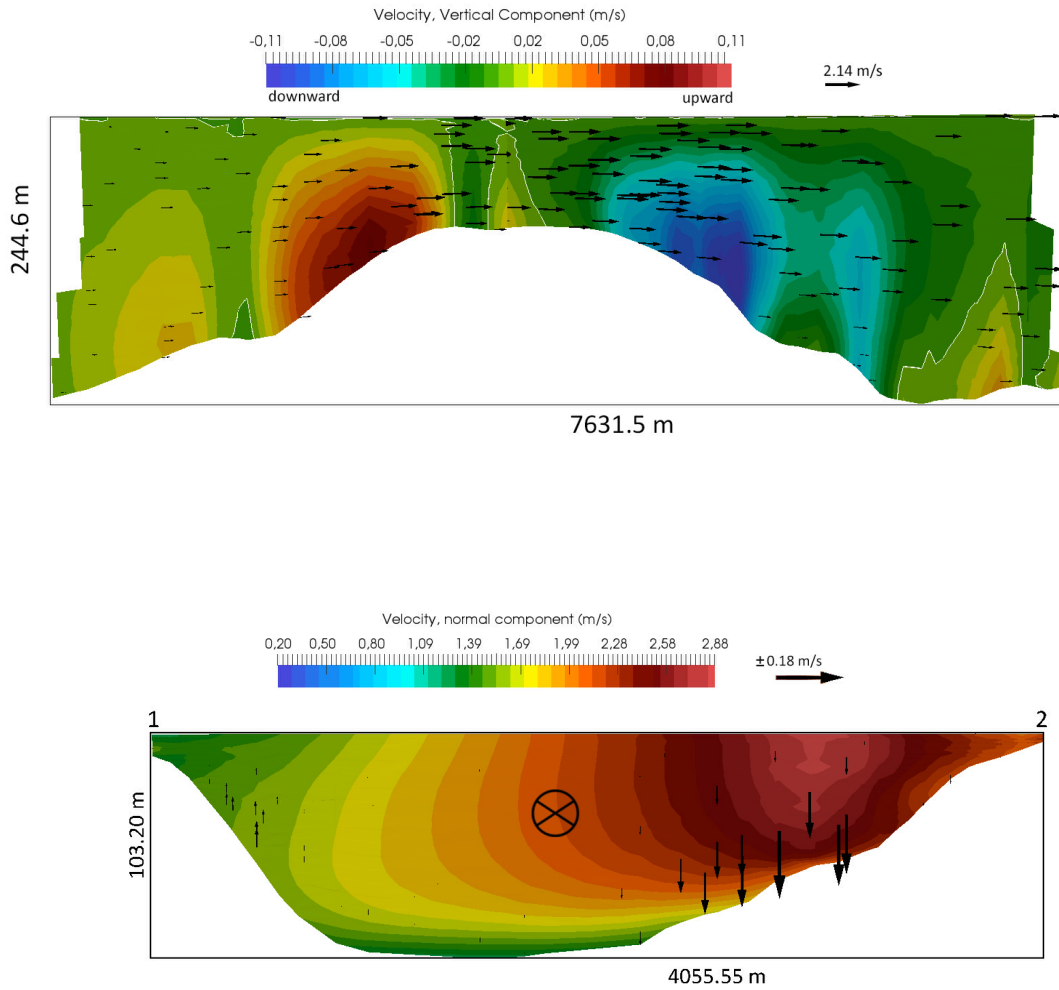 Velocity, Vertical Component (m/s)
-0,11 -0,08 -0,05 -0,02 0,02 0,05 0,08 0,11
downward upward
2.14 m/s
244.6 m
7631.5 m
Velocity, normal component (m/s)
0,20 0,50 0,80 1,09 1,39 1,69 1,99 2,28 2,58 2,88
±0.18 m/s
1 2
103.20 m
4055.55 m